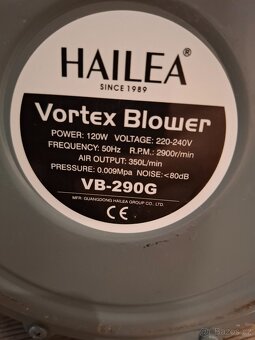 HAILEA®
SINCE 1989
Vortex Blower
POWER: 120W VOLTAGE: 220-240V
FREQUENCY: 50Hz R.P.M.: 2900r/min
AIR OUTPUT: 350L/min
PRESSURE: 0.009Mpa NOISE:<80dB
VB-290G
MFR: GUANGDONG HAILEA GROUP CO., LTD.
CE